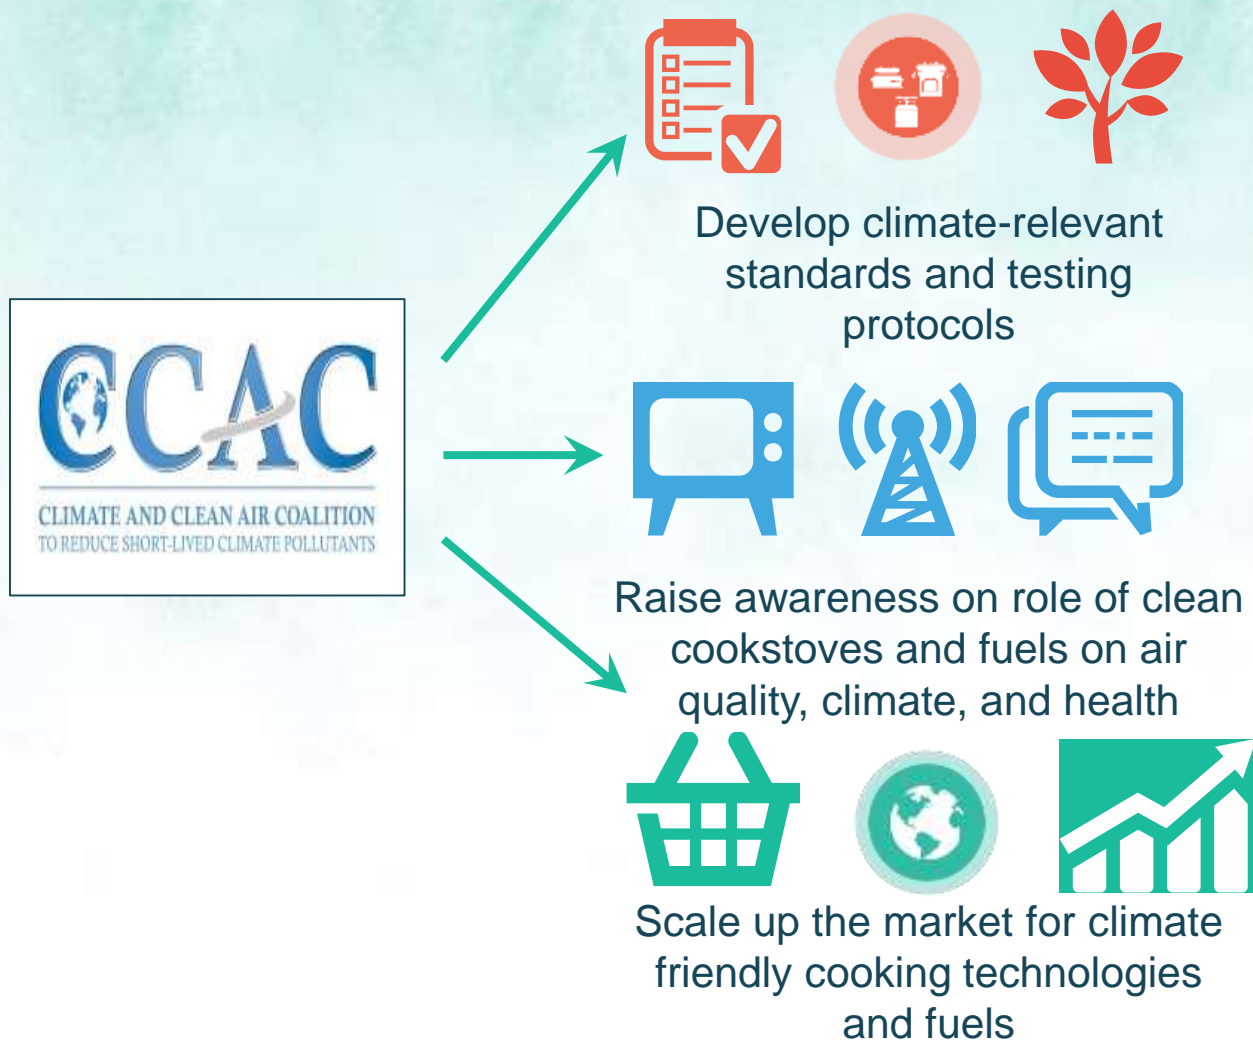 CCAC
CLIMATE AND CLEAN AIR COALITION
TO REDUCE SHORT-LIVED CLIMATE POLLUTANTS
Develop climate-relevant
standards and testing
protocols
Raise awareness on role of clean
cookstoves and fuels on air
quality, climate, and health
Scale up the market for climate
friendly cooking technologies
and fuels